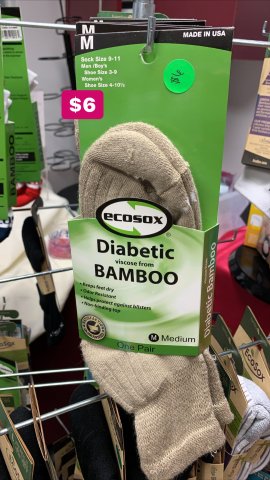 M
M
MADE IN USA
Sock Size 9-11
Men /Boy's
Shoe Size 3-9
Women's
Shoe Size 4-10½
$6
ecosox
Diabetic
viscose from
BAMBOO
• Keeps feet dry
• Odor Resistant
• Helps protect against blisters
• Non-binding top
M Medium
One Pair
Diabetic
BAMBOO
BAMBOO
ecosox